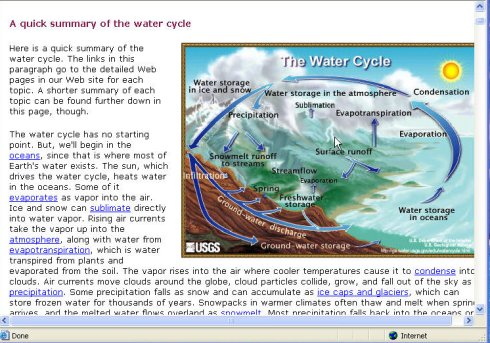 A quick summary of the water cycle
Here is a quick summary of the
water cycle. The links in this
paragraph go to the detailed Web
pages in our Web site for each
topic. A shorter summary of each
topic can be found further down in
this page, though.
The water cycle has no starting
point. But, we'll begin in the
oceans, since that is where most of
Earth's water exists. The sun, which
drives the water cycle, heats water
in the oceans. Some of it
evaporates as vapor into the air.
Ice and snow can sublimate directly
into water vapor. Rising air currents
take the vapor up into the
atmosphere, along with water from
evapotranspiration, which is water
transpired from plants and
evaporated from the soil. The vapor rises into the air where cooler temperatures cause it to condense into
clouds. Air currents move clouds around the globe, cloud particles collide, grow, and fall out of the sky as
precipitation. Some precipitation falls as snow and can accumulate as ice caps and glaciers, which can
store frozen water for thousands of years. Snowpacks in warmer climates often thaw and melt when spring
arrives, and the melted water flows overland as snowmelt. Most precipitation falls back into the oceans or
The Water Cycle
Water storage
in ice and snow
Water storage in the atmosphere
Condensation
Sublimation
Precipitation
Evapotranspiration
Evaporation
Snowmelt runoff
to streams
Surface runoff
Infiltration
Streamflow
Evaporation
Spring
Freshwater
storage
Water storage
in oceans
Ground-water discharge
Ground-water storage
USGS
Done
Internet